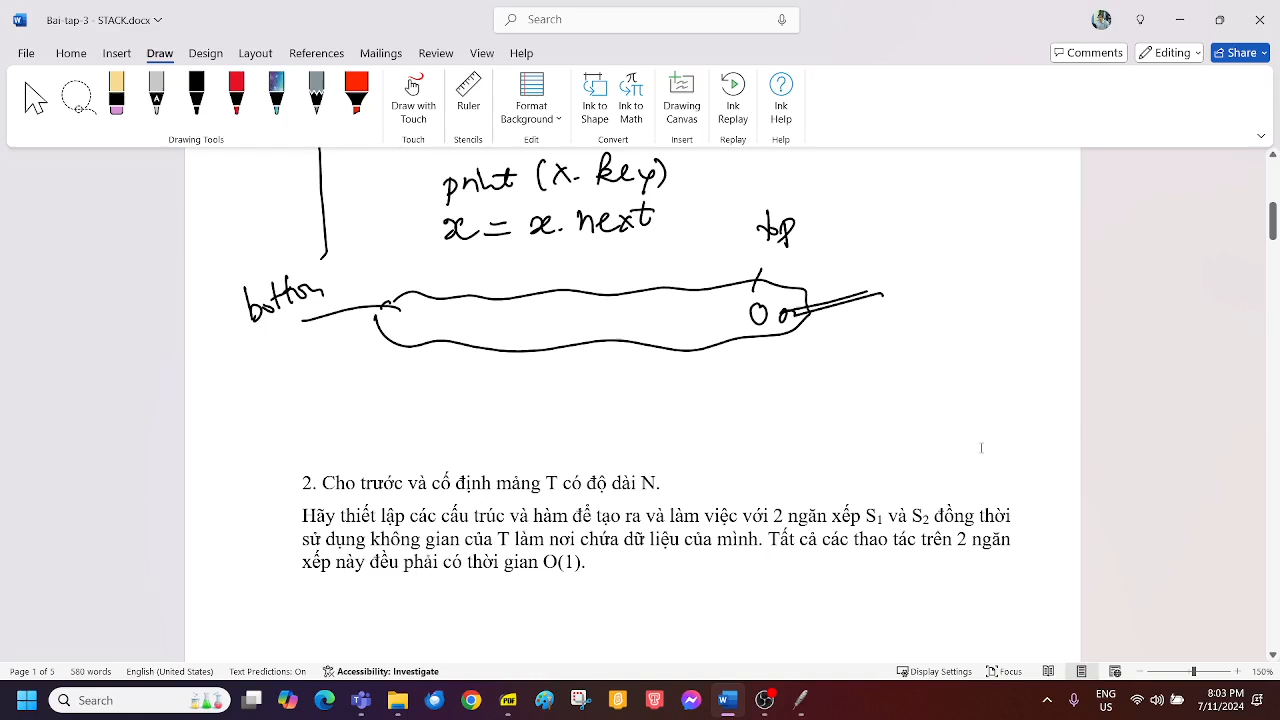 Bai-tap-3 - STACK.docx
Search
File Home Insert Draw Design Layout References Mailings Review View Help
Comments Editing Share
Draw with Touch
Ruler
Format Background
Ink to Shape
Ink to Math
Drawing Canvas
Ink Replay
Ink Help
Drawing Tools Touch Stencils Edit Convert Insert Replay Help
print (x. key)
x = x. next
top
bottom
2. Cho trước và cố định mảng T có độ dài N.
Hãy thiết lập các cấu trúc và hàm để tạo ra và làm việc với 2 ngăn xếp S₁ và S₂ đồng thời
sử dụng không gian của T làm nơi chứa dữ liệu của mình. Tất cả các thao tác trên 2 ngăn
xếp này đều phải có thời gian O(1).
Page 1 of 5 580 words English (United States) Text Predictions: On Accessibility: Investigate Display Settings Focus 150%
Search
PDF
ENG
US
8:03 PM
7/11/2024